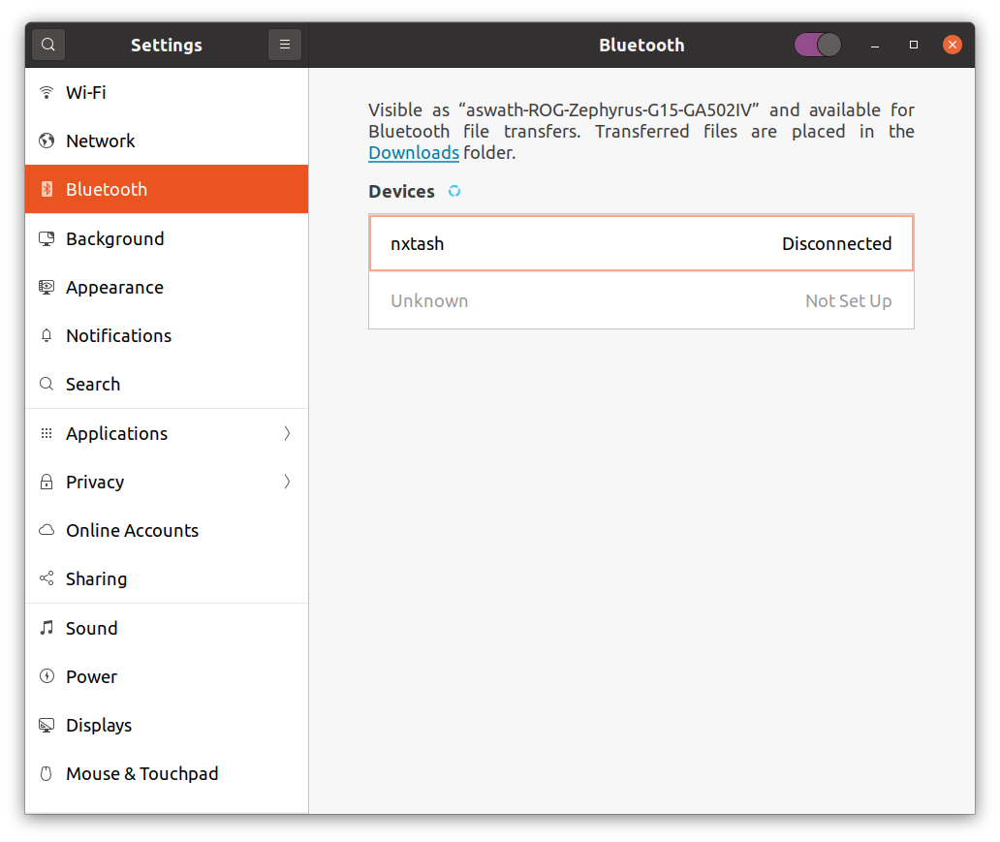 Settings
Bluetooth
Wi-Fi
Network
Bluetooth
Background
Appearance
Notifications
Search
Applications
Privacy
Online Accounts
Sharing
Sound
Power
Displays
Mouse & Touchpad
Visible as “aswath-ROG-Zephyrus-G15-GA502IV” and available for
Bluetooth file transfers. Transferred files are placed in the
Downloads folder.
Devices
nxtash Disconnected
Unknown Not Set Up